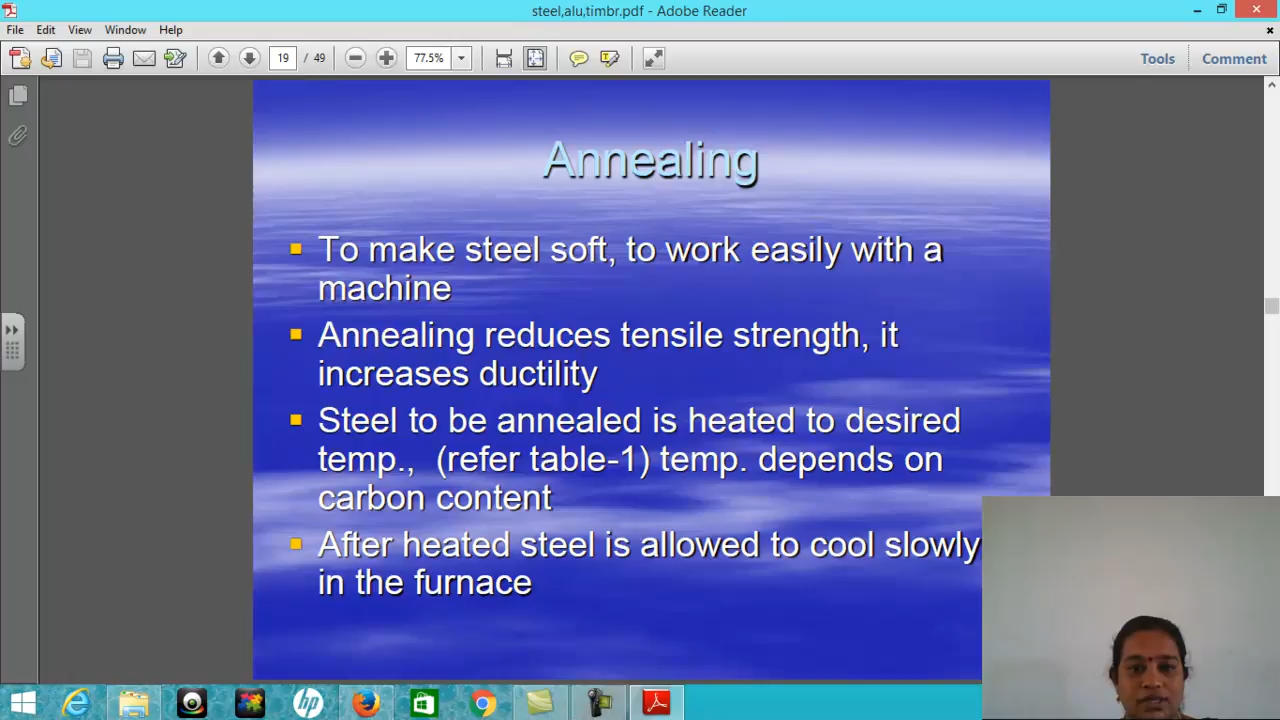 steel,alu,timbr.pdf - Adobe Reader
File Edit View Window Help
19 / 49 77.5% Tools Comment
Annealing
To make steel soft, to work easily with a
machine
Annealing reduces tensile strength, it
increases ductility
Steel to be annealed is heated to desired
temp., (refer table-1) temp. depends on
carbon content
After heated steel is allowed to cool slowly
in the furnace
hp